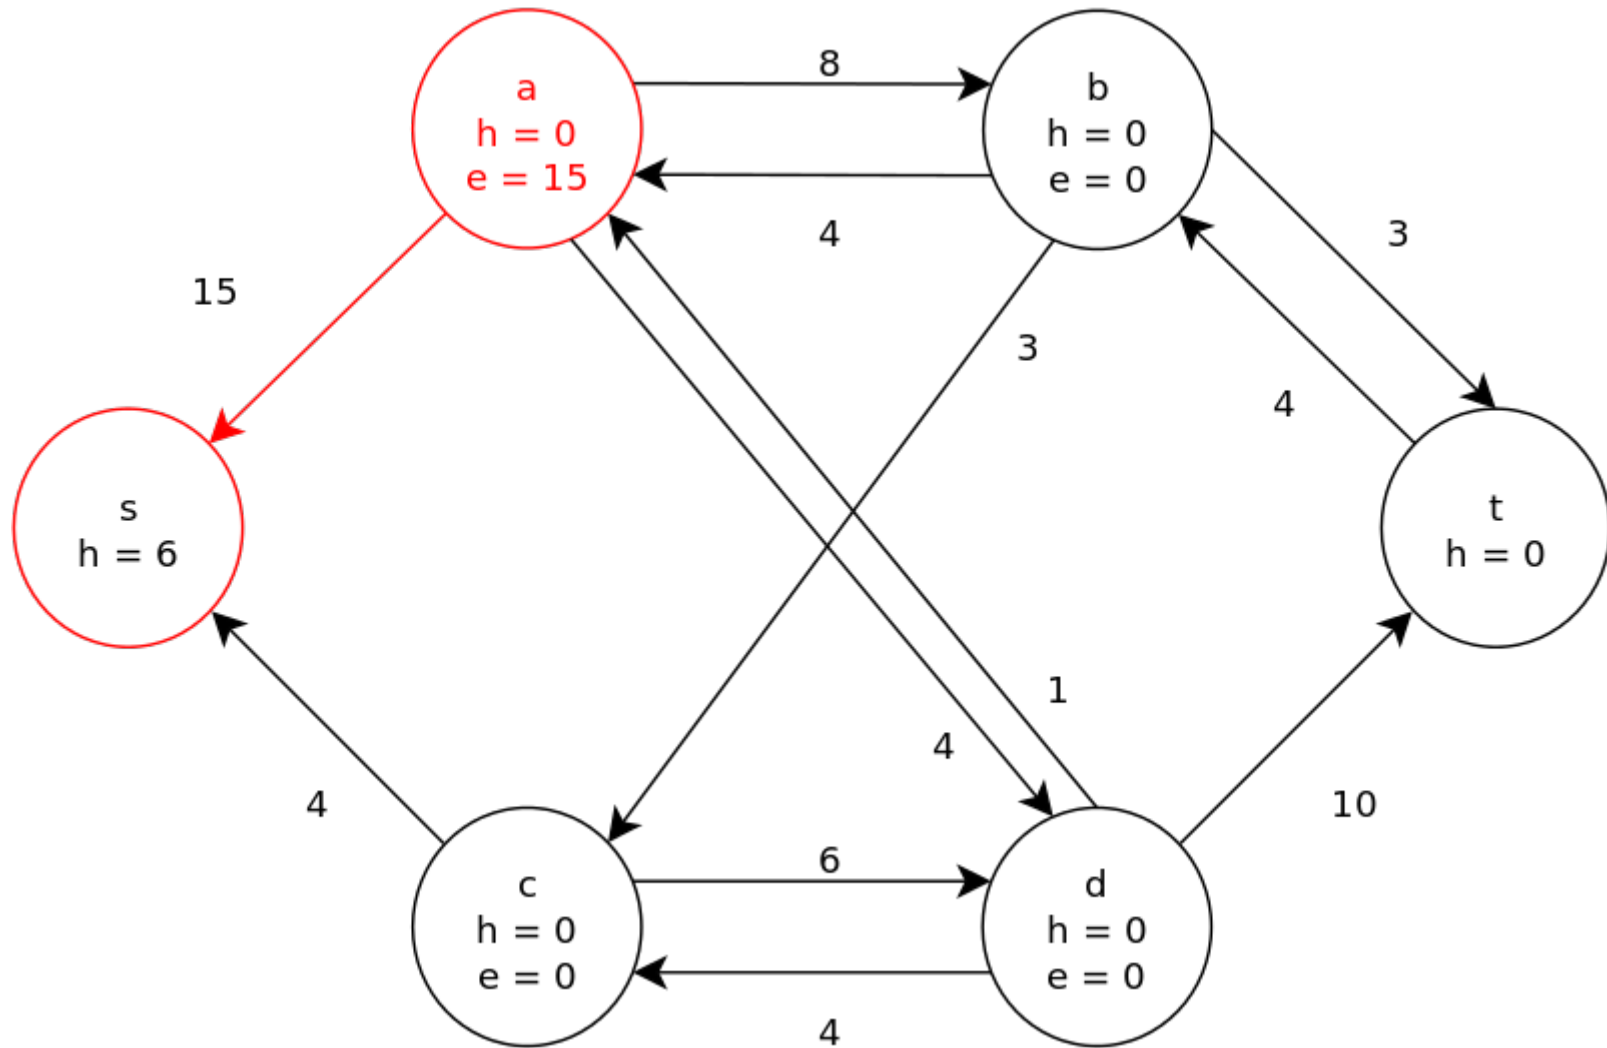 a
h = 0
e = 15
8
b
h = 0
e = 0
4
3
15
3
4
s
h = 6
t
h = 0
1
4
4
10
6
c
h = 0
e = 0
d
h = 0
e = 0
4